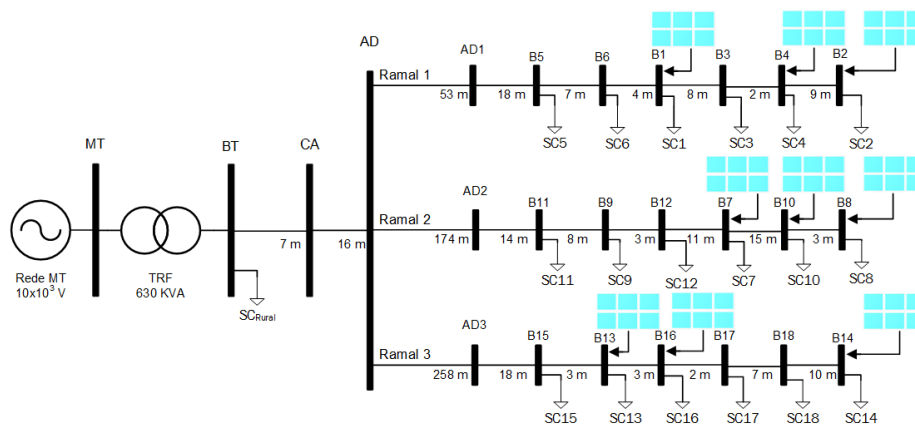 AD
Ramal 1
AD1
B5
B6
B1
B3
B4
B2
53 m
18 m
7 m
4 m
8 m
2 m
9 m
SC5
SC6
SC1
SC3
SC4
SC2
MT
BT
CA
Rede MT
10x10³ V
TRF
630 KVA
SCRural
7 m
16 m
Ramal 2
AD2
B11
B9
B12
B7
B10
B8
174 m
14 m
8 m
3 m
11 m
15 m
3 m
SC11
SC9
SC12
SC7
SC10
SC8
Ramal 3
AD3
B15
B13
B16
B17
B18
B14
258 m
18 m
3 m
3 m
2 m
7 m
10 m
SC15
SC13
SC16
SC17
SC18
SC14